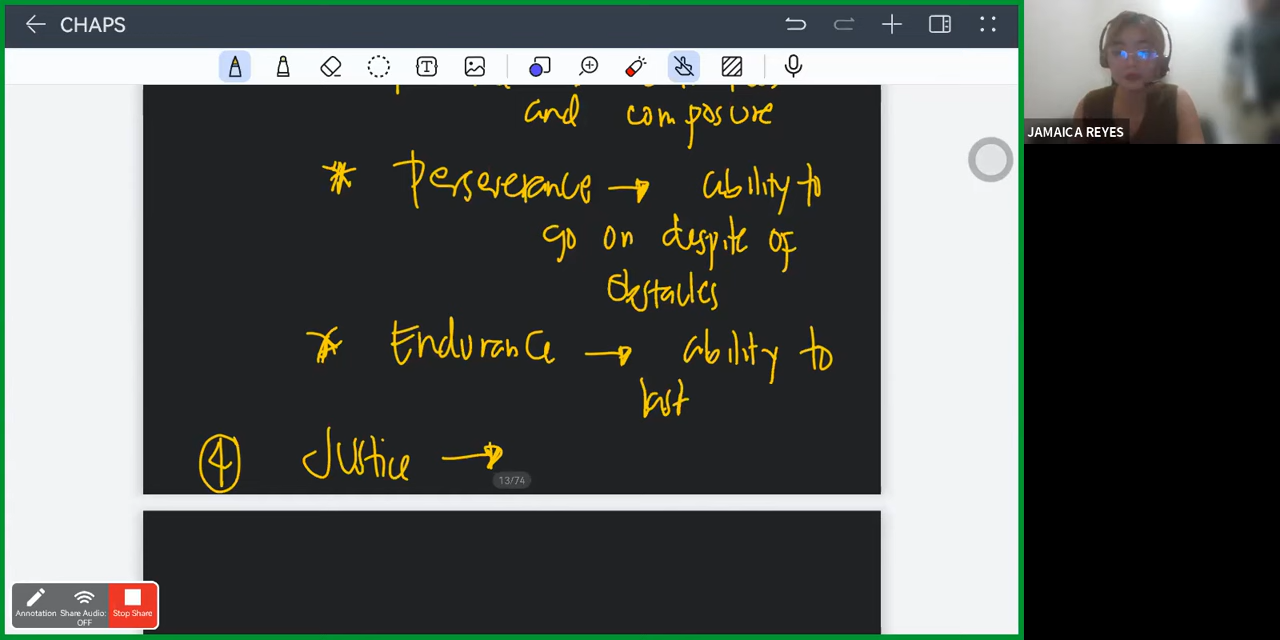 CHAPS
and composure
* Perseverance → ability to
go on despite of
obstacles
* Endurance → ability to
last
④ Justice →
13/74
Annotation
Share Audio: OFF
Stop Share
JAMAICA REYES